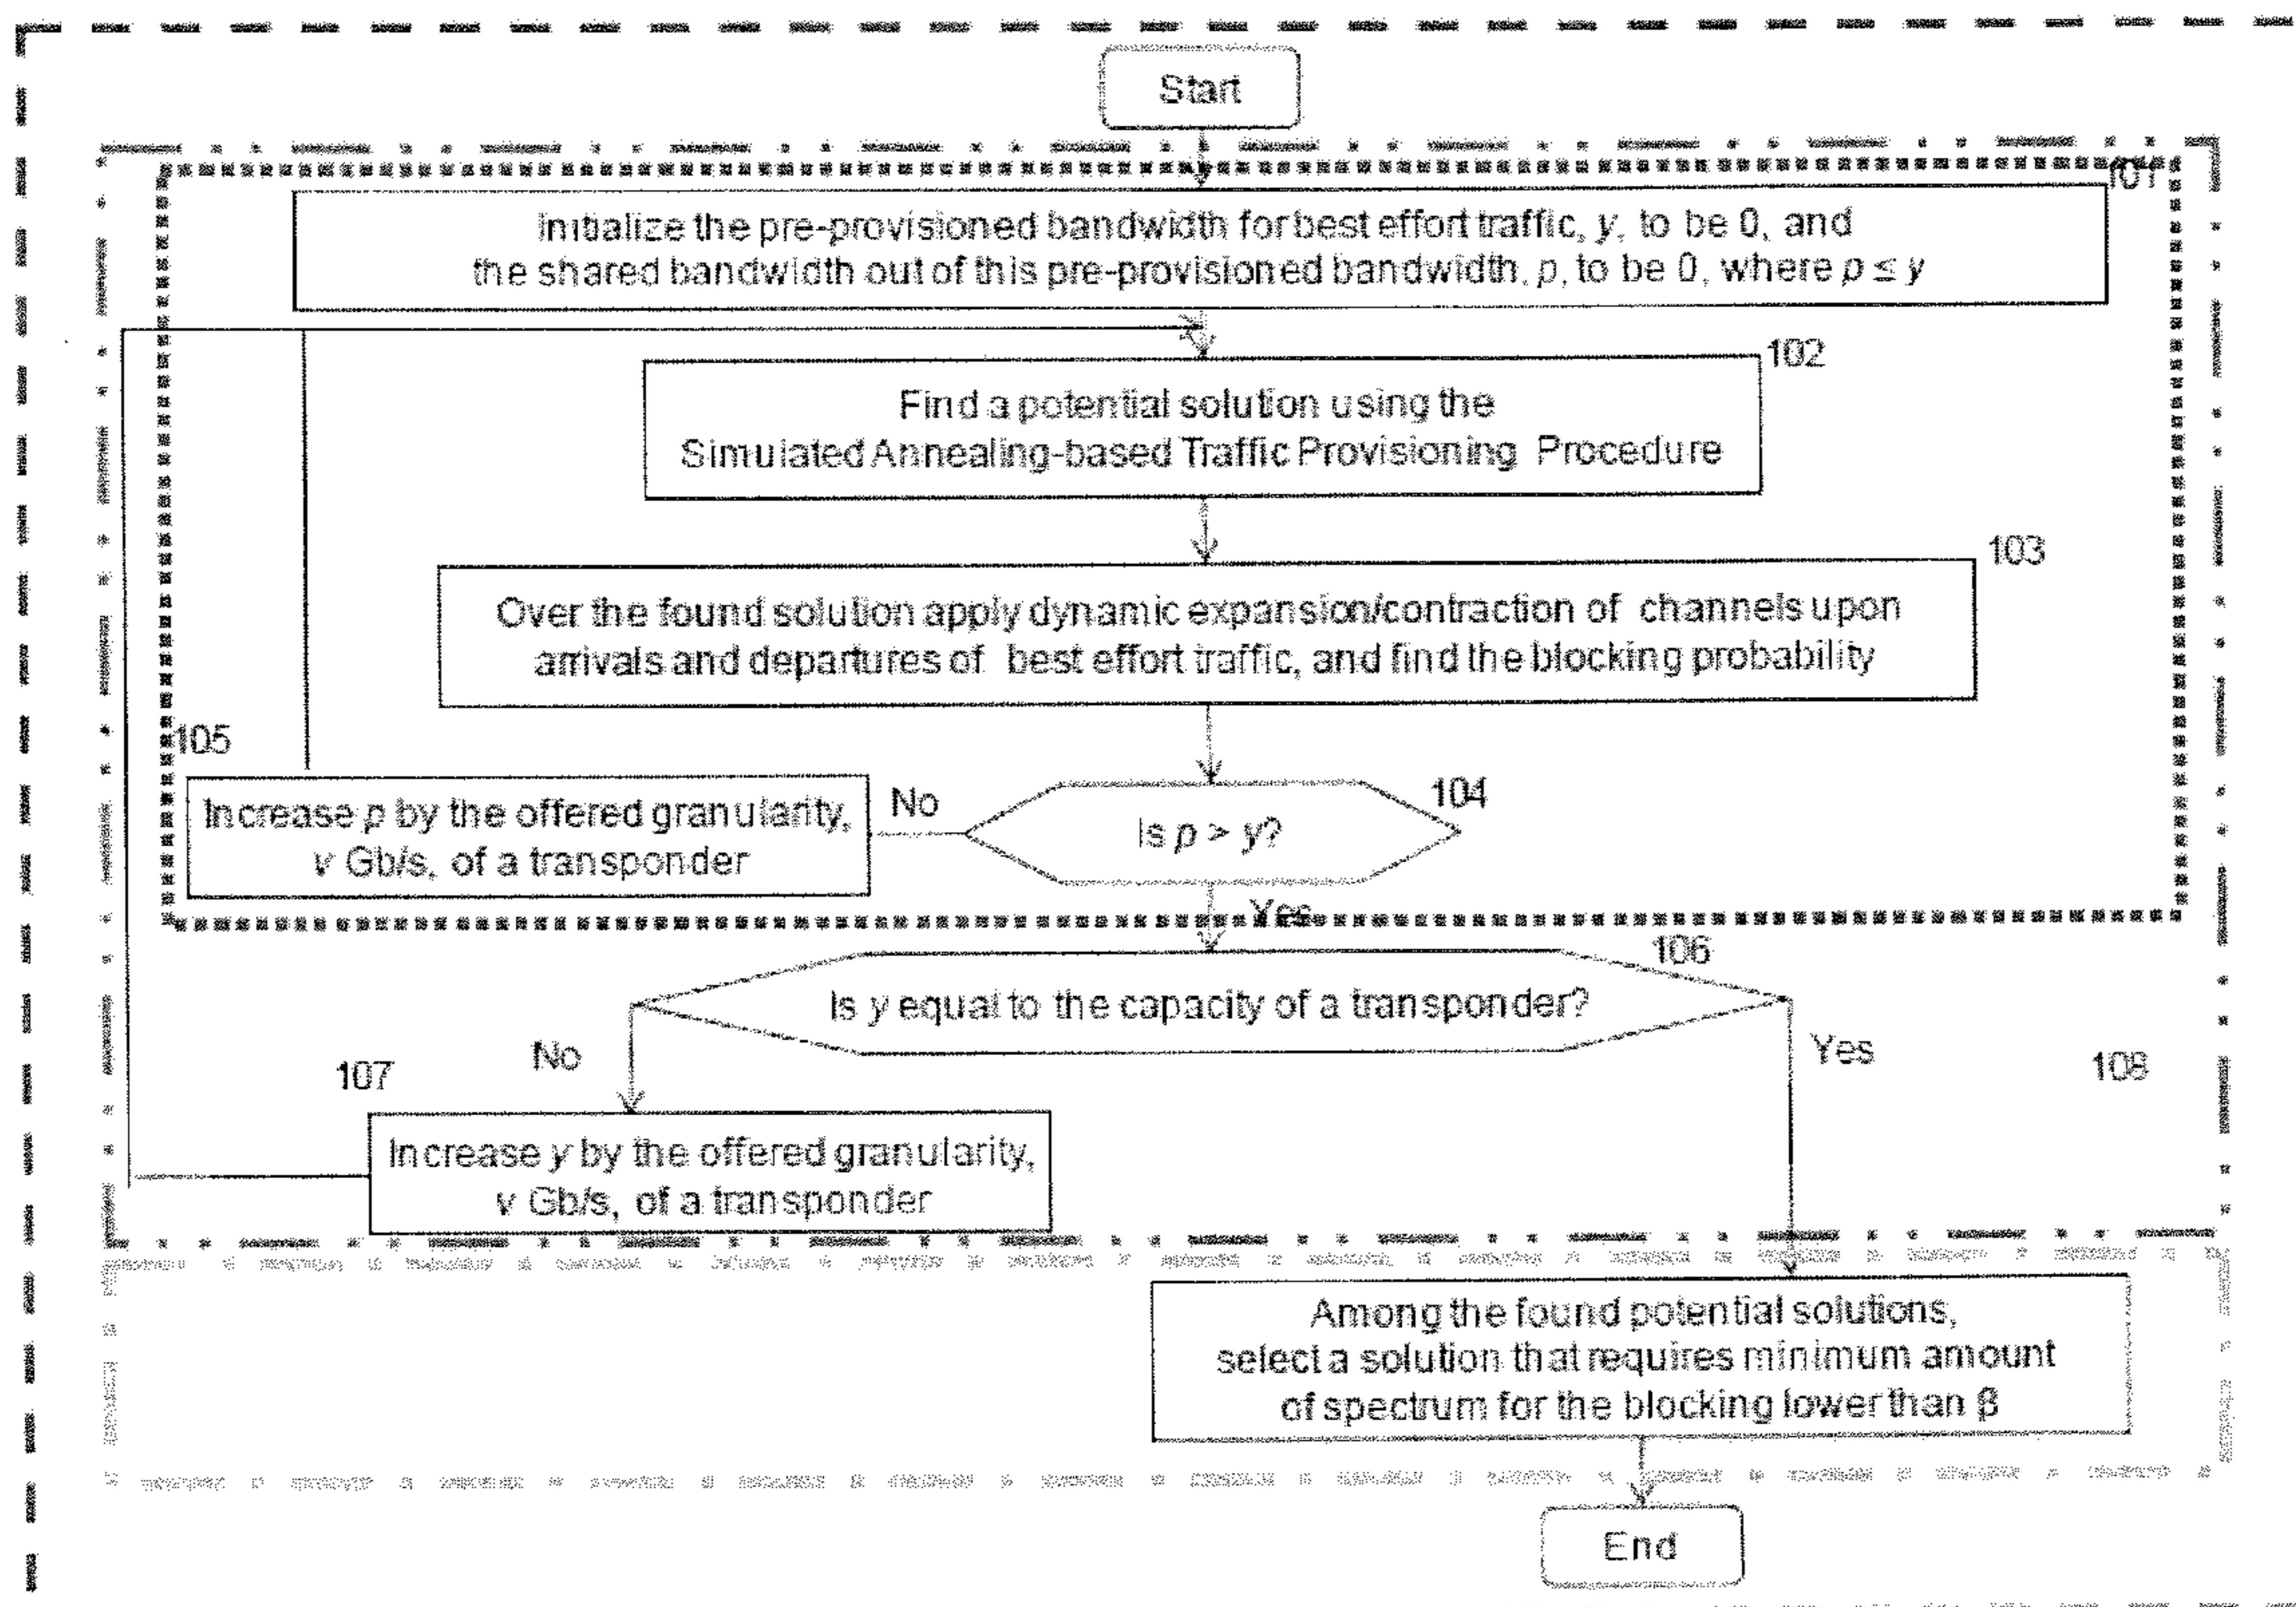 Start
101
Initialize the pre-provisioned bandwidth for best effort traffic, y, to be 0, and
the shared bandwidth out of this pre-provisioned bandwidth, p, to be 0, where p ≤ y
102
Find a potential solution using the
Simulated Annealing-based Traffic Provisioning Procedure
103
Over the found solution apply dynamic expansion/contraction of channels upon
arrivals and departures of best effort traffic, and find the blocking probability
105
Increase p by the offered granularity,
v Gb/s, of a transponder
No
104
Is p > y?
Yes
106
Is y equal to the capacity of a transponder?
No
Yes
107
108
Increase y by the offered granularity,
v Gb/s, of a transponder
Among the found potential solutions,
select a solution that requires minimum amount
of spectrum for the blocking lower than β
End